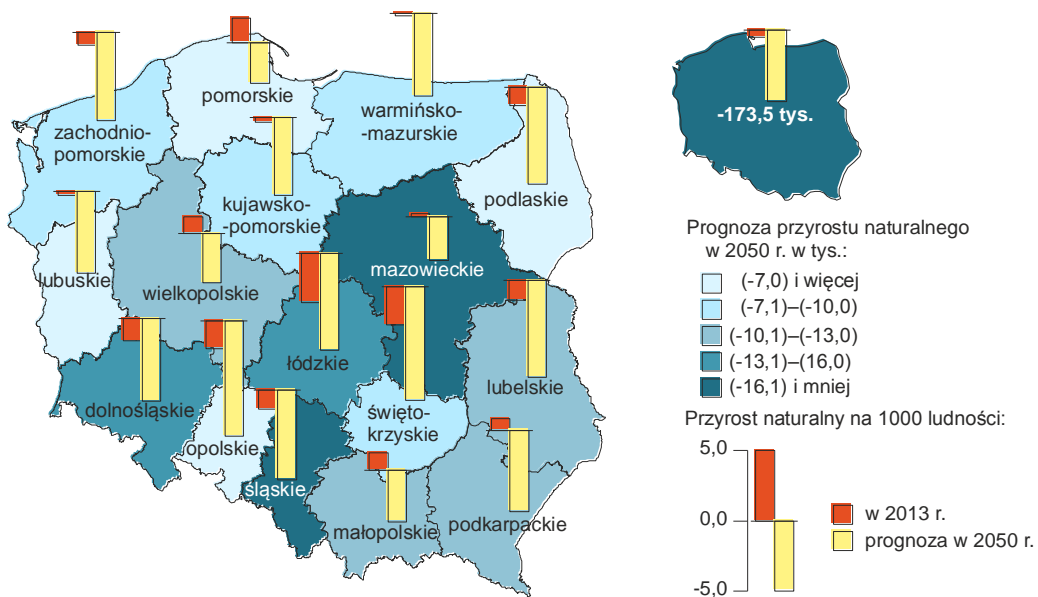 pomorskie
warmińsko-
-mazurskie
zachodnio-
pomorskie
podlaskie
kujawsko-
-pomorskie
mazowieckie
lubuskie
wielkopolskie
łódzkie
lubelskie
dolnośląskie
święto-
krzyskie
opolskie
śląskie
małopolskie
podkarpackie
-173,5 tys.
Prognoza przyrostu naturalnego
w 2050 r. w tys.:
(-7,0) i więcej
(-7,1)–(-10,0)
(-10,1)–(-13,0)
(-13,1)–(16,0)
(-16,1) i mniej
Przyrost naturalny na 1000 ludności:
5,0
0,0
-5,0
w 2013 r.
prognoza w 2050 r.